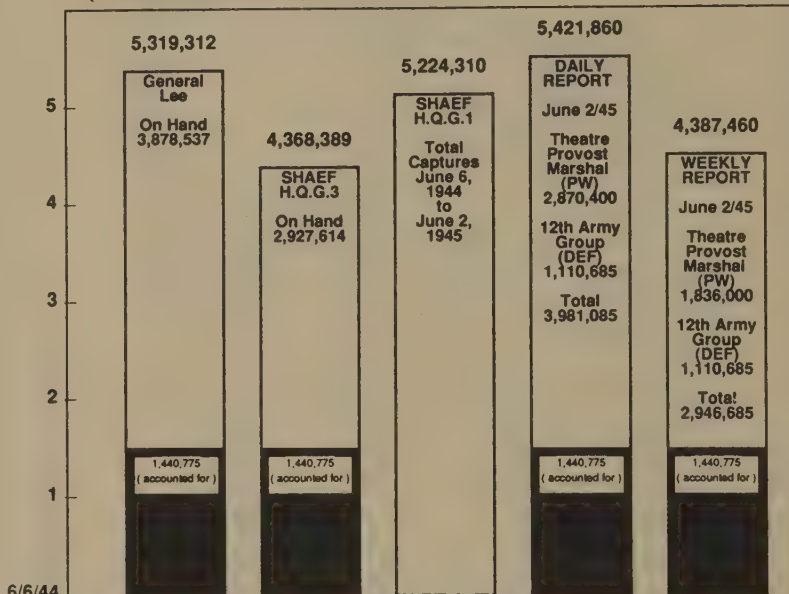 5,319,312
General
Lee
On Hand
3,878,537
1,440,775
( accounted for )
4,368,389
SHAEF
H.Q.G.3
On Hand
2,927,614
1,440,775
( accounted for )
5,224,310
SHAEF
H.Q.G.1
Total
Captures
June 6,
1944
to
June 2,
1945
5,421,860
DAILY
REPORT
June 2/45
Theatre
Provost
Marshal
(PW)
2,870,400
12th Army
Group
(DEF)
1,110,685
Total
3,981,085
1,440,775
( accounted for )
4,387,460
WEEKLY
REPORT
June 2/45
Theatre
Provost
Marshal
(PW)
1,836,000
12th Army
Group
(DEF)
1,110,685
Total
2,946,685
1,440,775
( accounted for )
5
4
3
2
1
6/6/44